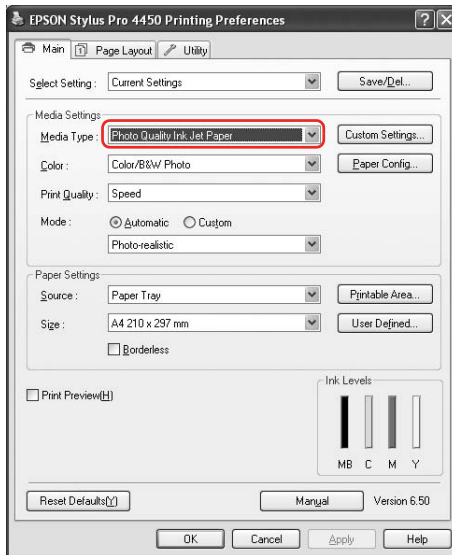 EPSON Stylus Pro 4450 Printing Preferences
Main Page Layout Utility
Select Setting : Current Settings Save/Del...
Media Settings
Media Type : Photo Quality Ink Jet Paper Custom Settings...
Color : Color/B&W Photo Paper Config...
Print Quality : Speed
Mode : Automatic Custom
Photo-realistic
Paper Settings
Source : Paper Tray Printable Area...
Size : A4 210 x 297 mm User Defined...
Borderless
Print Preview(H)
Ink Levels
MB C M Y
Reset Defaults(Y) Manual Version 6.50
OK Cancel Apply Help